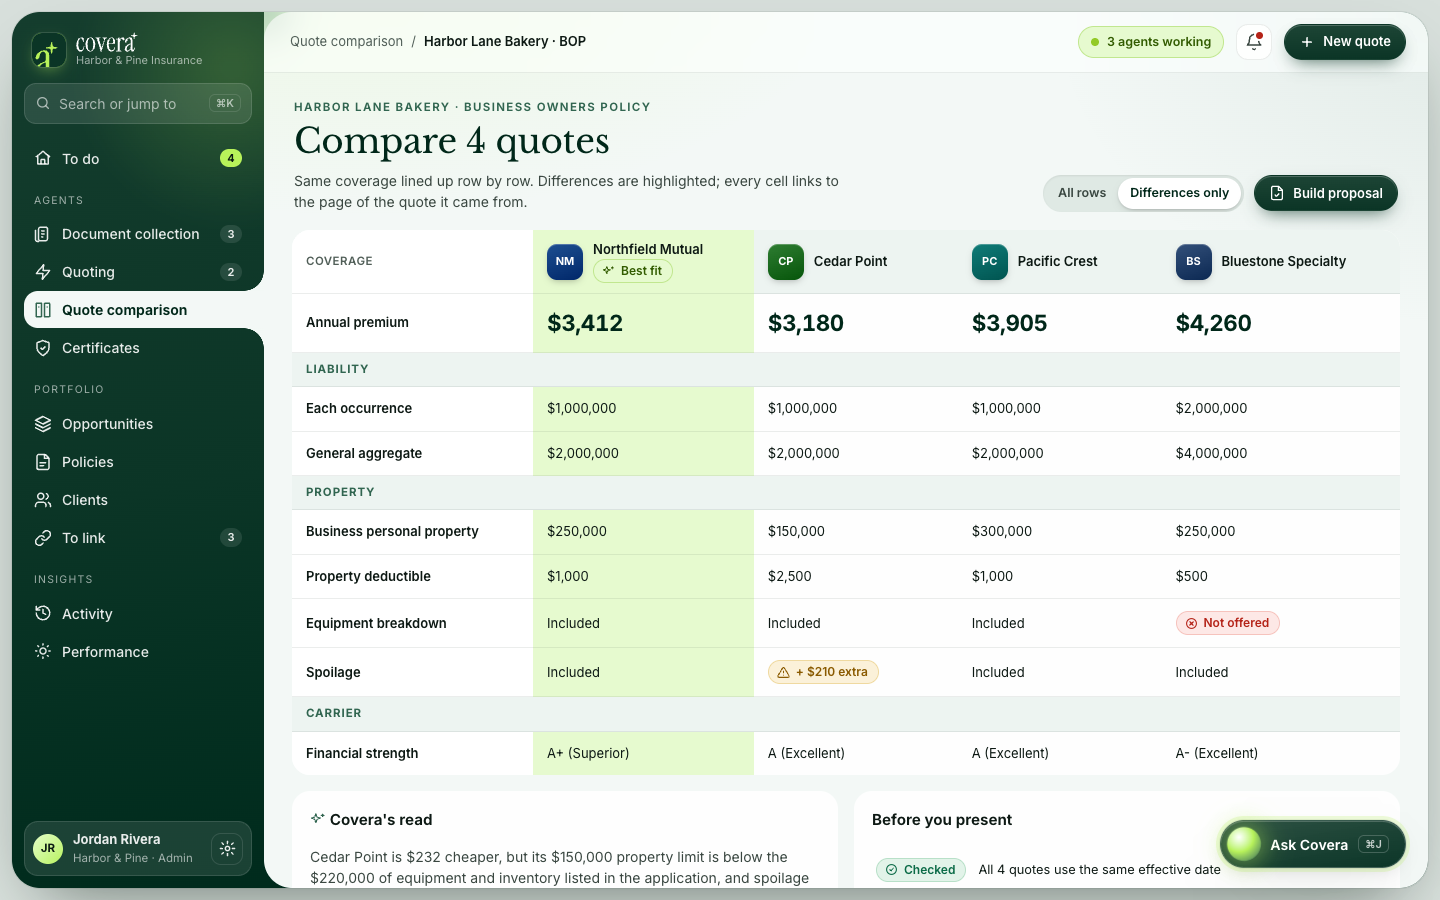 covera
Harbor & Pine Insurance
Search or jump to ⌘K
To do 4
AGENTS
Document collection 3
Quoting 2
Quote comparison
Certificates
PORTFOLIO
Opportunities
Policies
Clients
To link 3
INSIGHTS
Activity
Performance
JR Jordan Rivera
Harbor & Pine · Admin
Quote comparison / Harbor Lane Bakery · BOP
3 agents working
New quote
HARBOR LANE BAKERY · BUSINESS OWNERS POLICY
Compare 4 quotes
Same coverage lined up row by row. Differences are highlighted; every cell links to
the page of the quote it came from.
All rows Differences only Build proposal
COVERAGE NM Northfield Mutual Best fit CP Cedar Point PC Pacific Crest BS Bluestone Specialty
Annual premium $3,412 $3,180 $3,905 $4,260
LIABILITY
Each occurrence $1,000,000 $1,000,000 $1,000,000 $2,000,000
General aggregate $2,000,000 $2,000,000 $2,000,000 $4,000,000
PROPERTY
Business personal property $250,000 $150,000 $300,000 $250,000
Property deductible $1,000 $2,500 $1,000 $500
Equipment breakdown Included Included Included Not offered
Spoilage Included + $210 extra Included Included
CARRIER
Financial strength A+ (Superior) A (Excellent) A (Excellent) A- (Excellent)
Covera's read
Cedar Point is $232 cheaper, but its $150,000 property limit is below the
$220,000 of equipment and inventory listed in the application, and spoilage
Before you present
Checked All 4 quotes use the same effective date
Ask Covera ⌘J